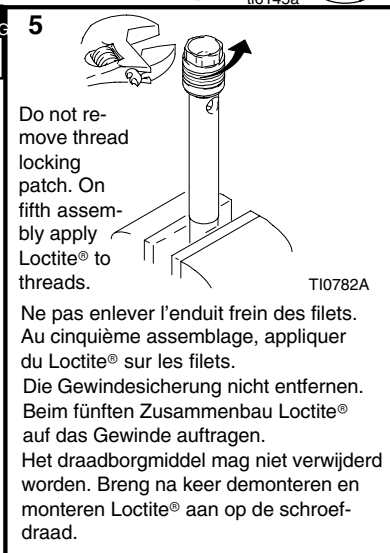 5
Do not re-
move thread
locking
patch. On
fifth assem-
bly apply
Loctite® to
threads.
TI0782A
Ne pas enlever l'enduit frein des filets.
Au cinquième assemblage, appliquer
du Loctite® sur les filets.
Die Gewindesicherung nicht entfernen.
Beim fünften Zusammenbau Loctite®
auf das Gewinde auftragen.
Het draadborgmiddel mag niet verwijderd
worden. Breng na keer demonteren en
monteren Loctite® aan op de schroef-
draad.